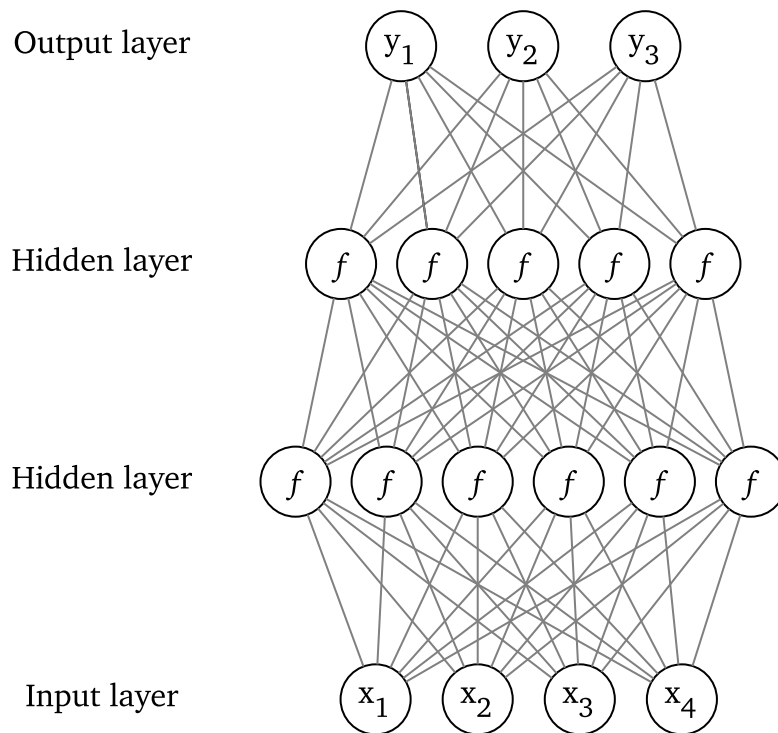 Output layer y₁ y₂ y₃
Hidden layer f f f f f
Hidden layer f f f f f f
Input layer x₁ x₂ x₃ x₄